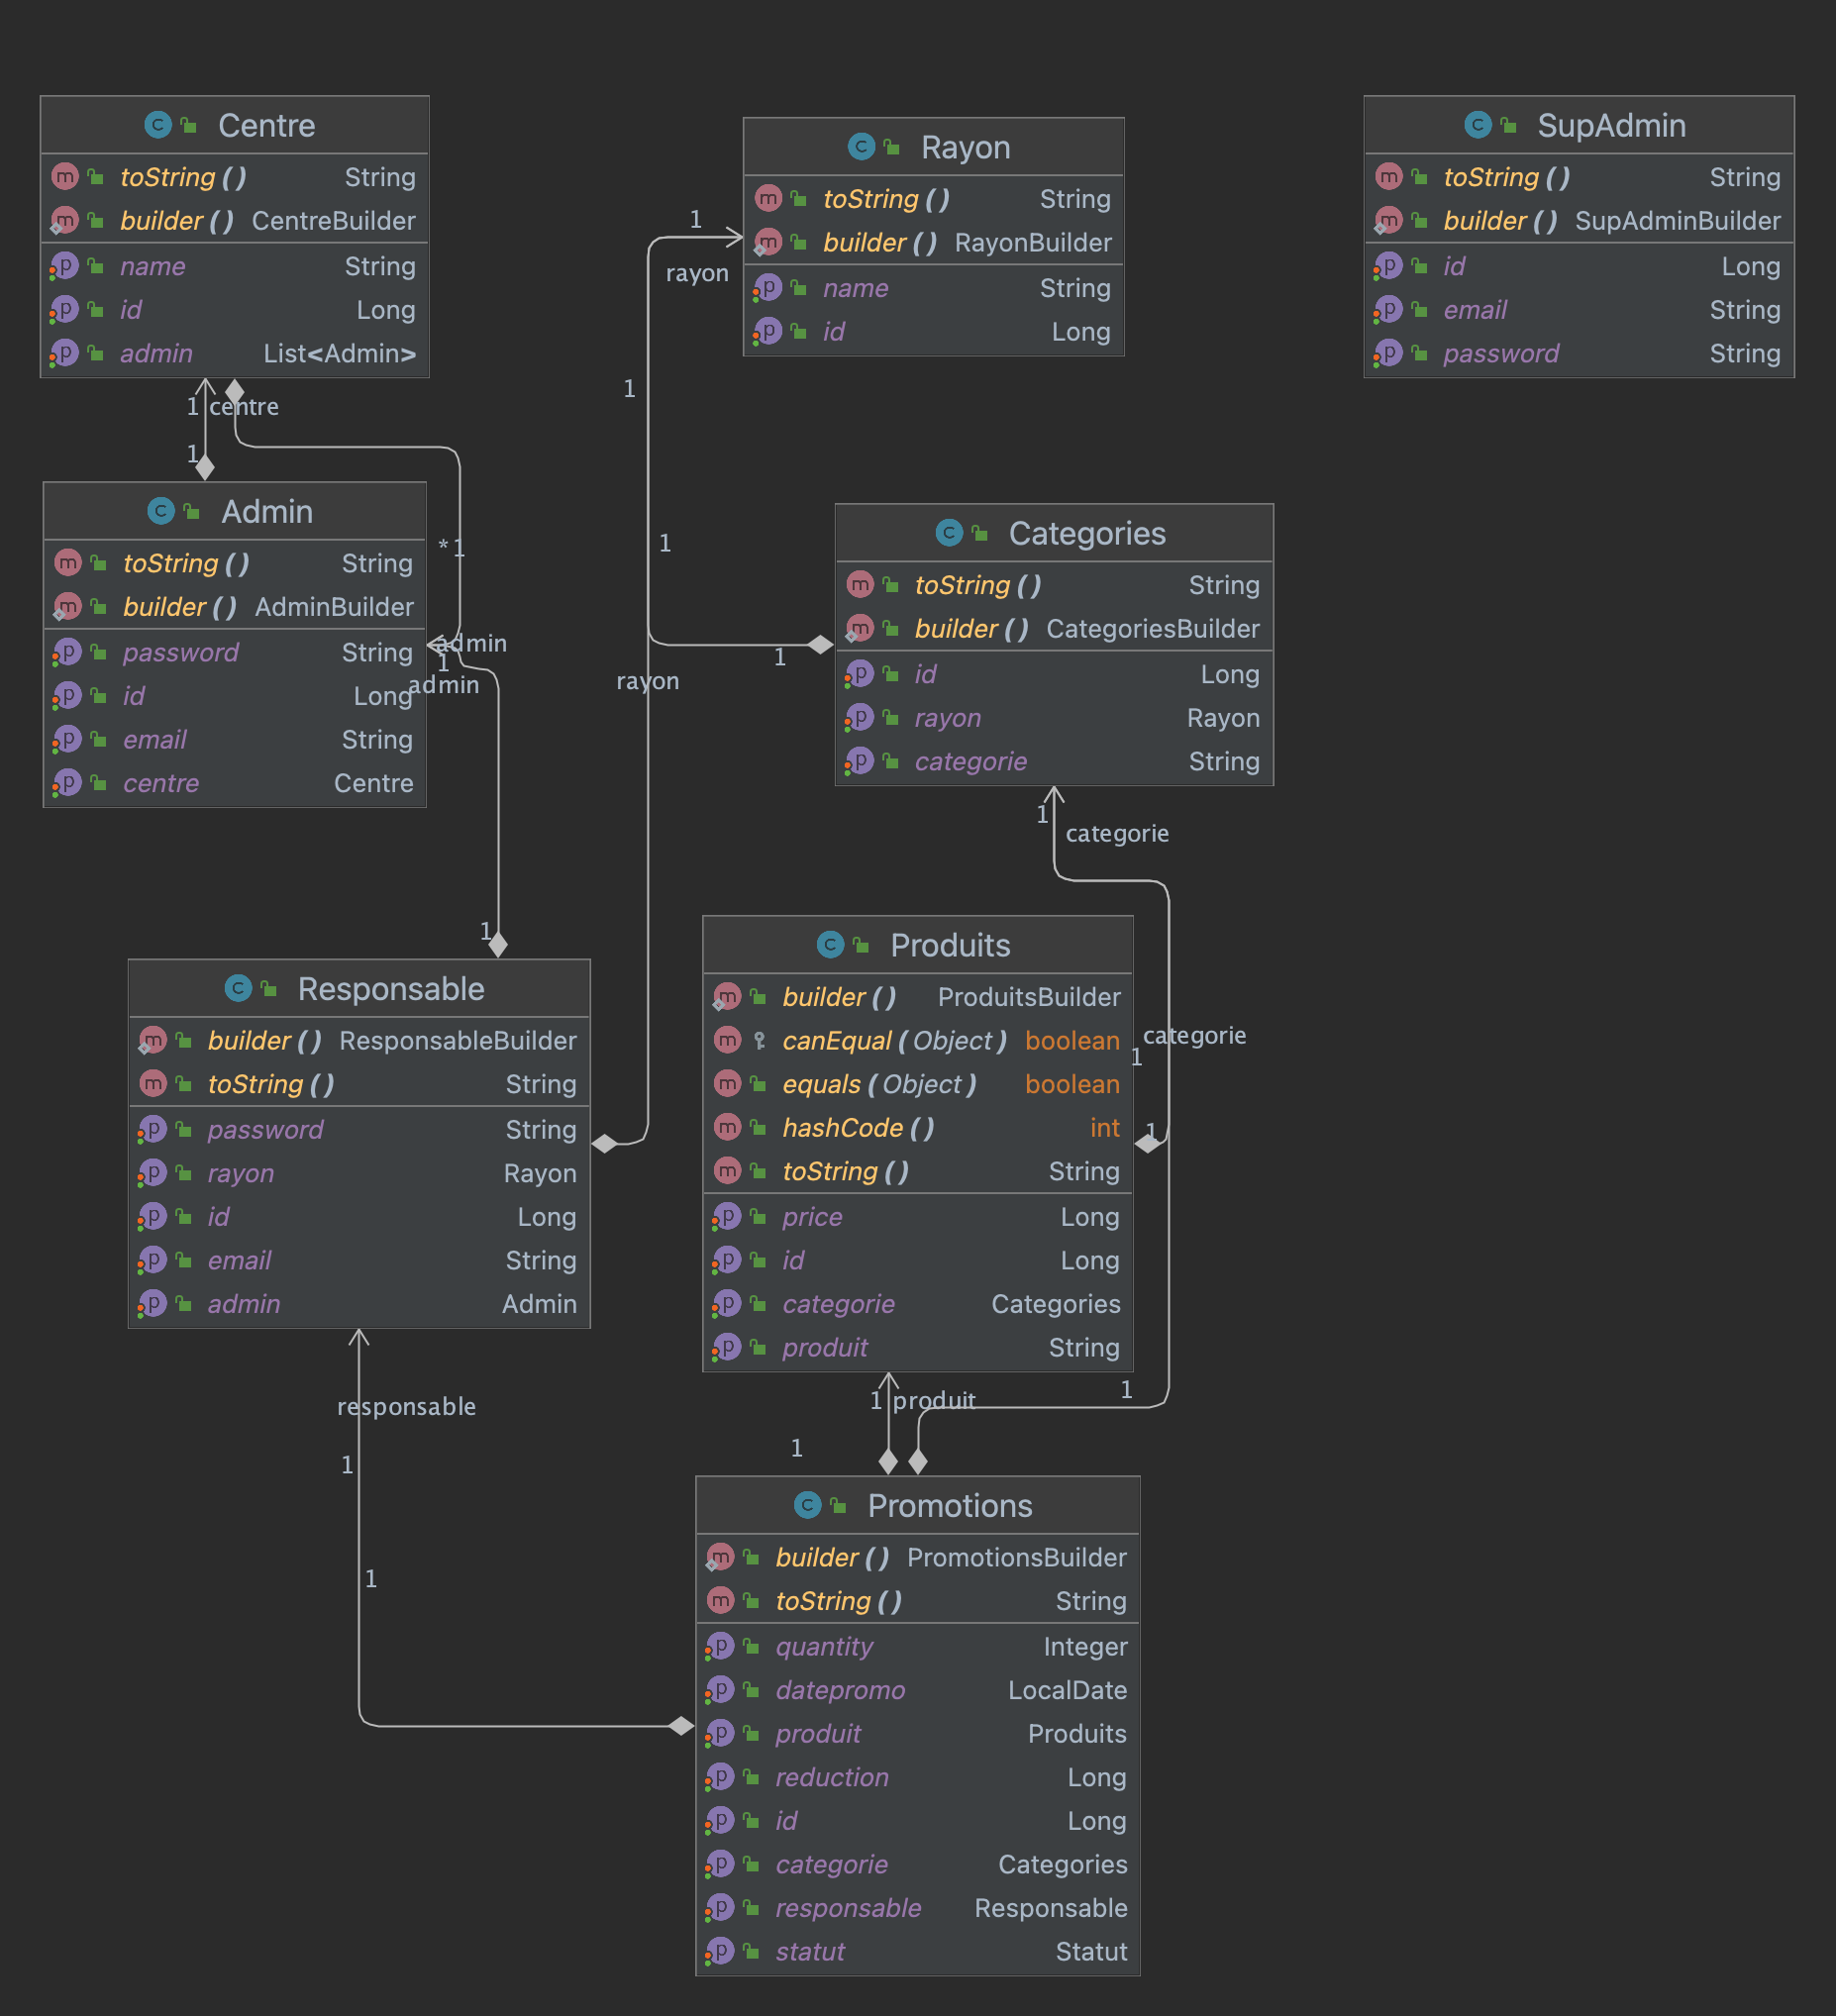 Centre
toString() String
builder() CentreBuilder
name String
id Long
admin List<Admin>
1 centre
1
Admin
toString() String
builder() AdminBuilder
password String
id Long
email String
centre Centre
* 1
admin
1
admin
1
Responsable
builder() ResponsableBuilder
toString() String
password String
rayon Rayon
id Long
email String
admin Admin
responsable
1
1
Rayon
toString() String
builder() RayonBuilder
name String
id Long
1
rayon
1
1
1
rayon
Categories
toString() String
builder() CategoriesBuilder
id Long
rayon Rayon
categorie String
1
categorie
Produits
builder() ProduitsBuilder
canEqual(Object) boolean
equals(Object) boolean
hashCode() int
toString() String
price Long
id Long
categorie Categories
produit String
categorie
1
1
1
1 produit
1
Promotions
builder() PromotionsBuilder
toString() String
quantity Integer
datepromo LocalDate
produit Produits
reduction Long
id Long
categorie Categories
responsable Responsable
statut Statut
SupAdmin
toString() String
builder() SupAdminBuilder
id Long
email String
password String